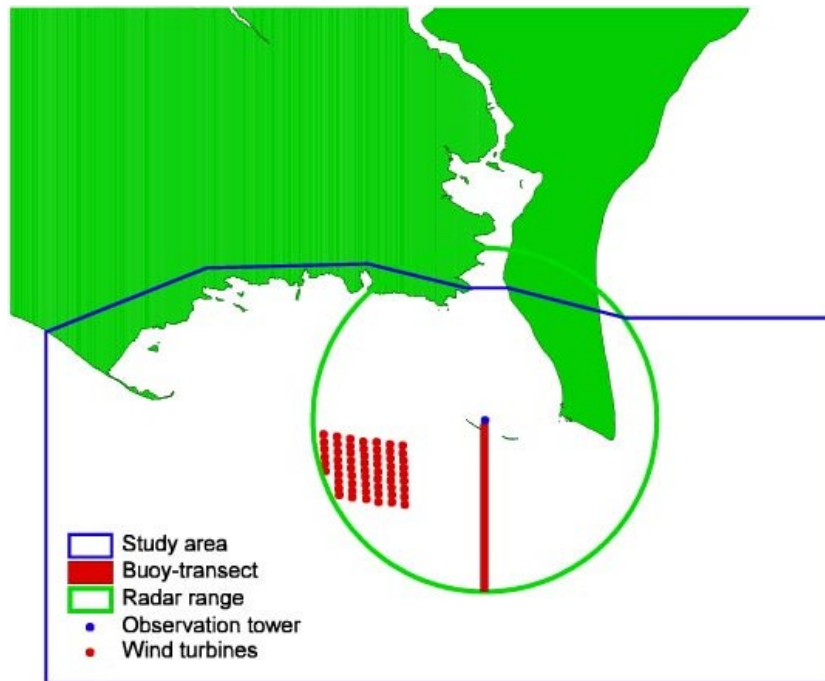 Study area
Buoy-transect
Radar range
Observation tower
Wind turbines